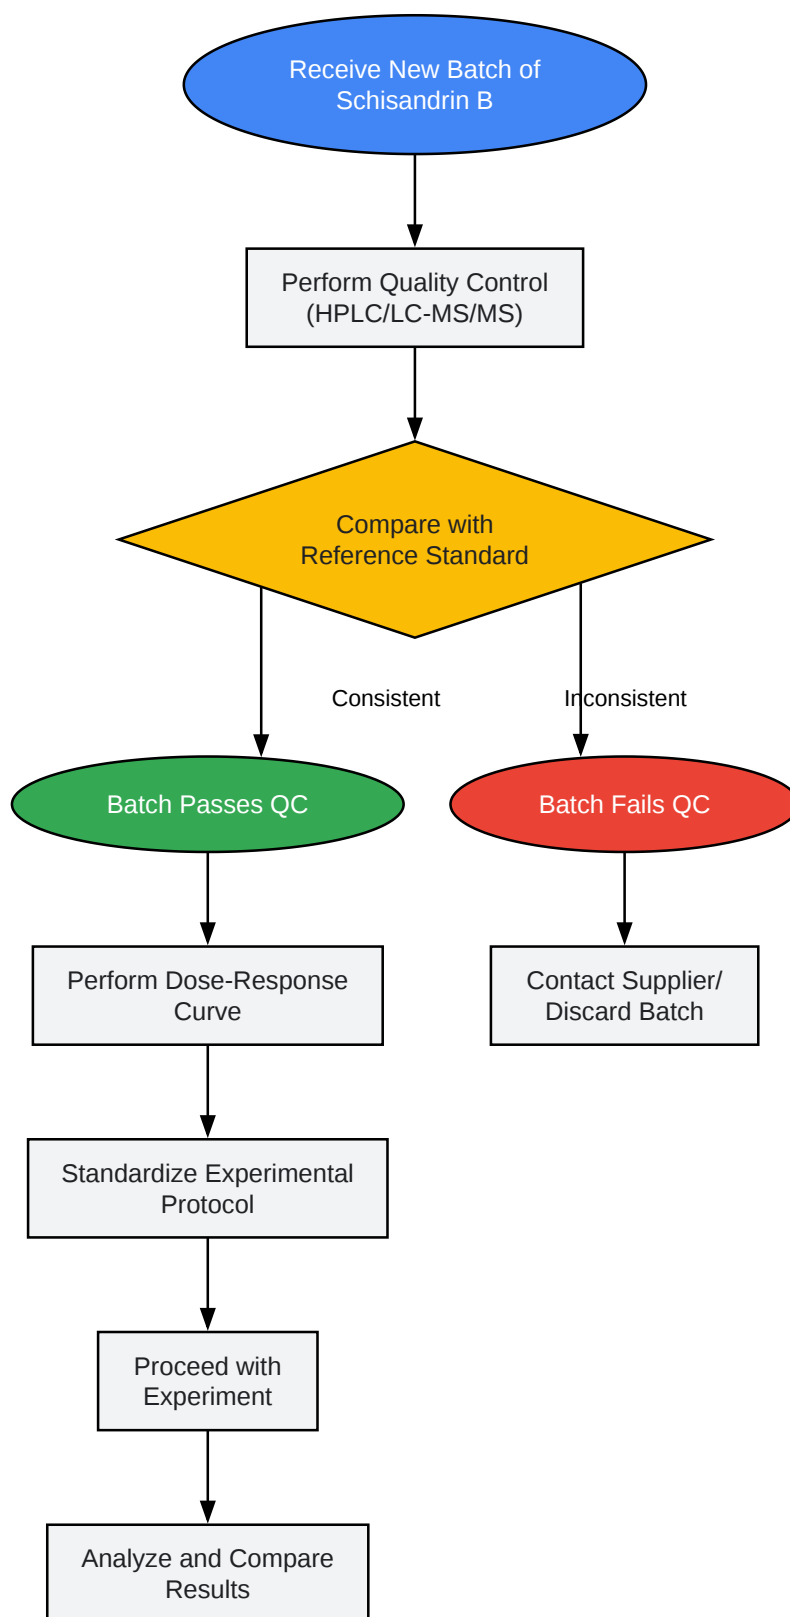 Receive New Batch of
Schisandrin B
Perform Quality Control
(HPLC/LC-MS/MS)
Compare with
Reference Standard
Consistent
Inconsistent
Batch Passes QC
Batch Fails QC
Perform Dose-Response
Curve
Contact Supplier/
Discard Batch
Standardize Experimental
Protocol
Proceed with
Experiment
Analyze and Compare
Results